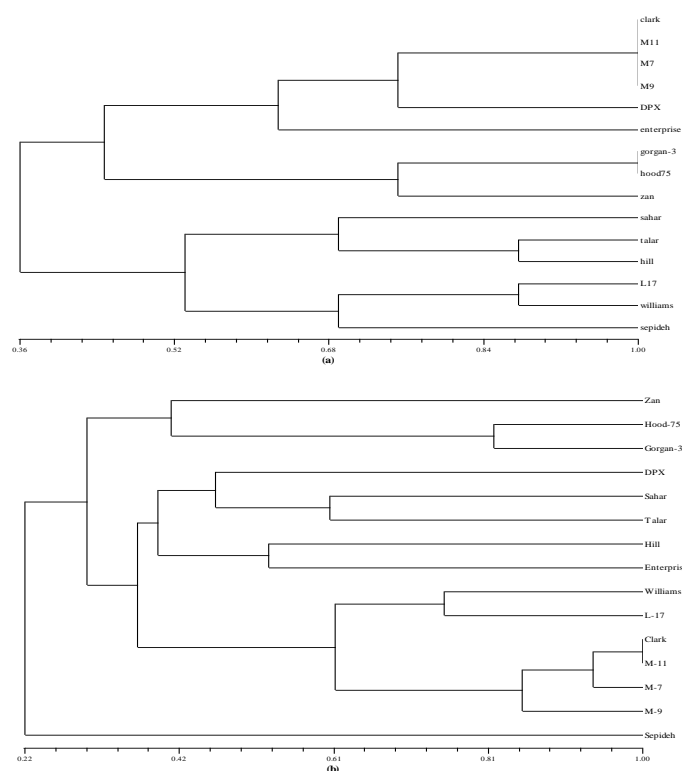 clark
M11
M7
M9
DPX
enterprise
gorgan-3
hood75
zan
sahar
talar
hill
L17
williams
sepideh
0.36 0.52 0.68 0.84 1.00
(a)
Zan
Hood-75
Gorgan-3
DPX
Sahar
Talar
Hill
Enterpris
Williams
L-17
Clark
M-11
M-7
M-9
Sepideh
0.22 0.42 0.61 0.81 1.00
(b)